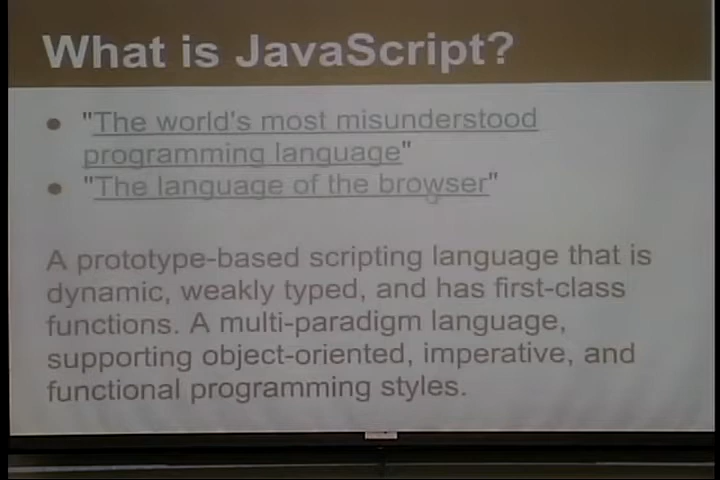 What is JavaScript?
● "The world's most misunderstood
programming language"
● "The language of the browser"
A prototype-based scripting language that is
dynamic, weakly typed, and has first-class
functions. A multi-paradigm language,
supporting object-oriented, imperative, and
functional programming styles.